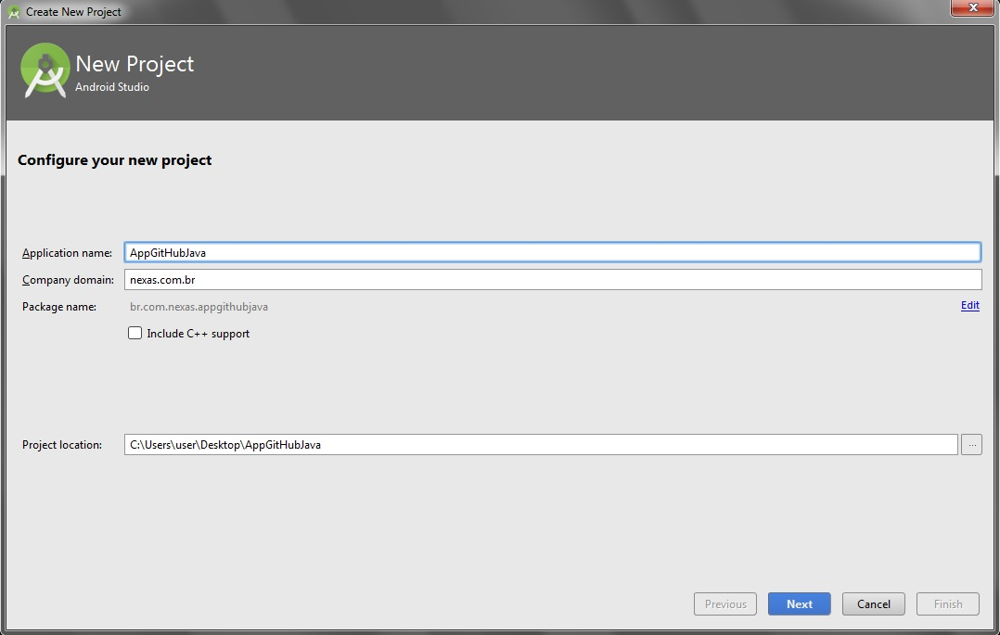 Create New Project
New Project
Android Studio
Configure your new project
Application name: AppGitHubJava
Company domain: nexas.com.br
Package name: br.com.nexas.appgithubjava Edit
Include C++ support
Project location: C:\Users\user\Desktop\AppGitHubJava ...
Previous Next Cancel Finish